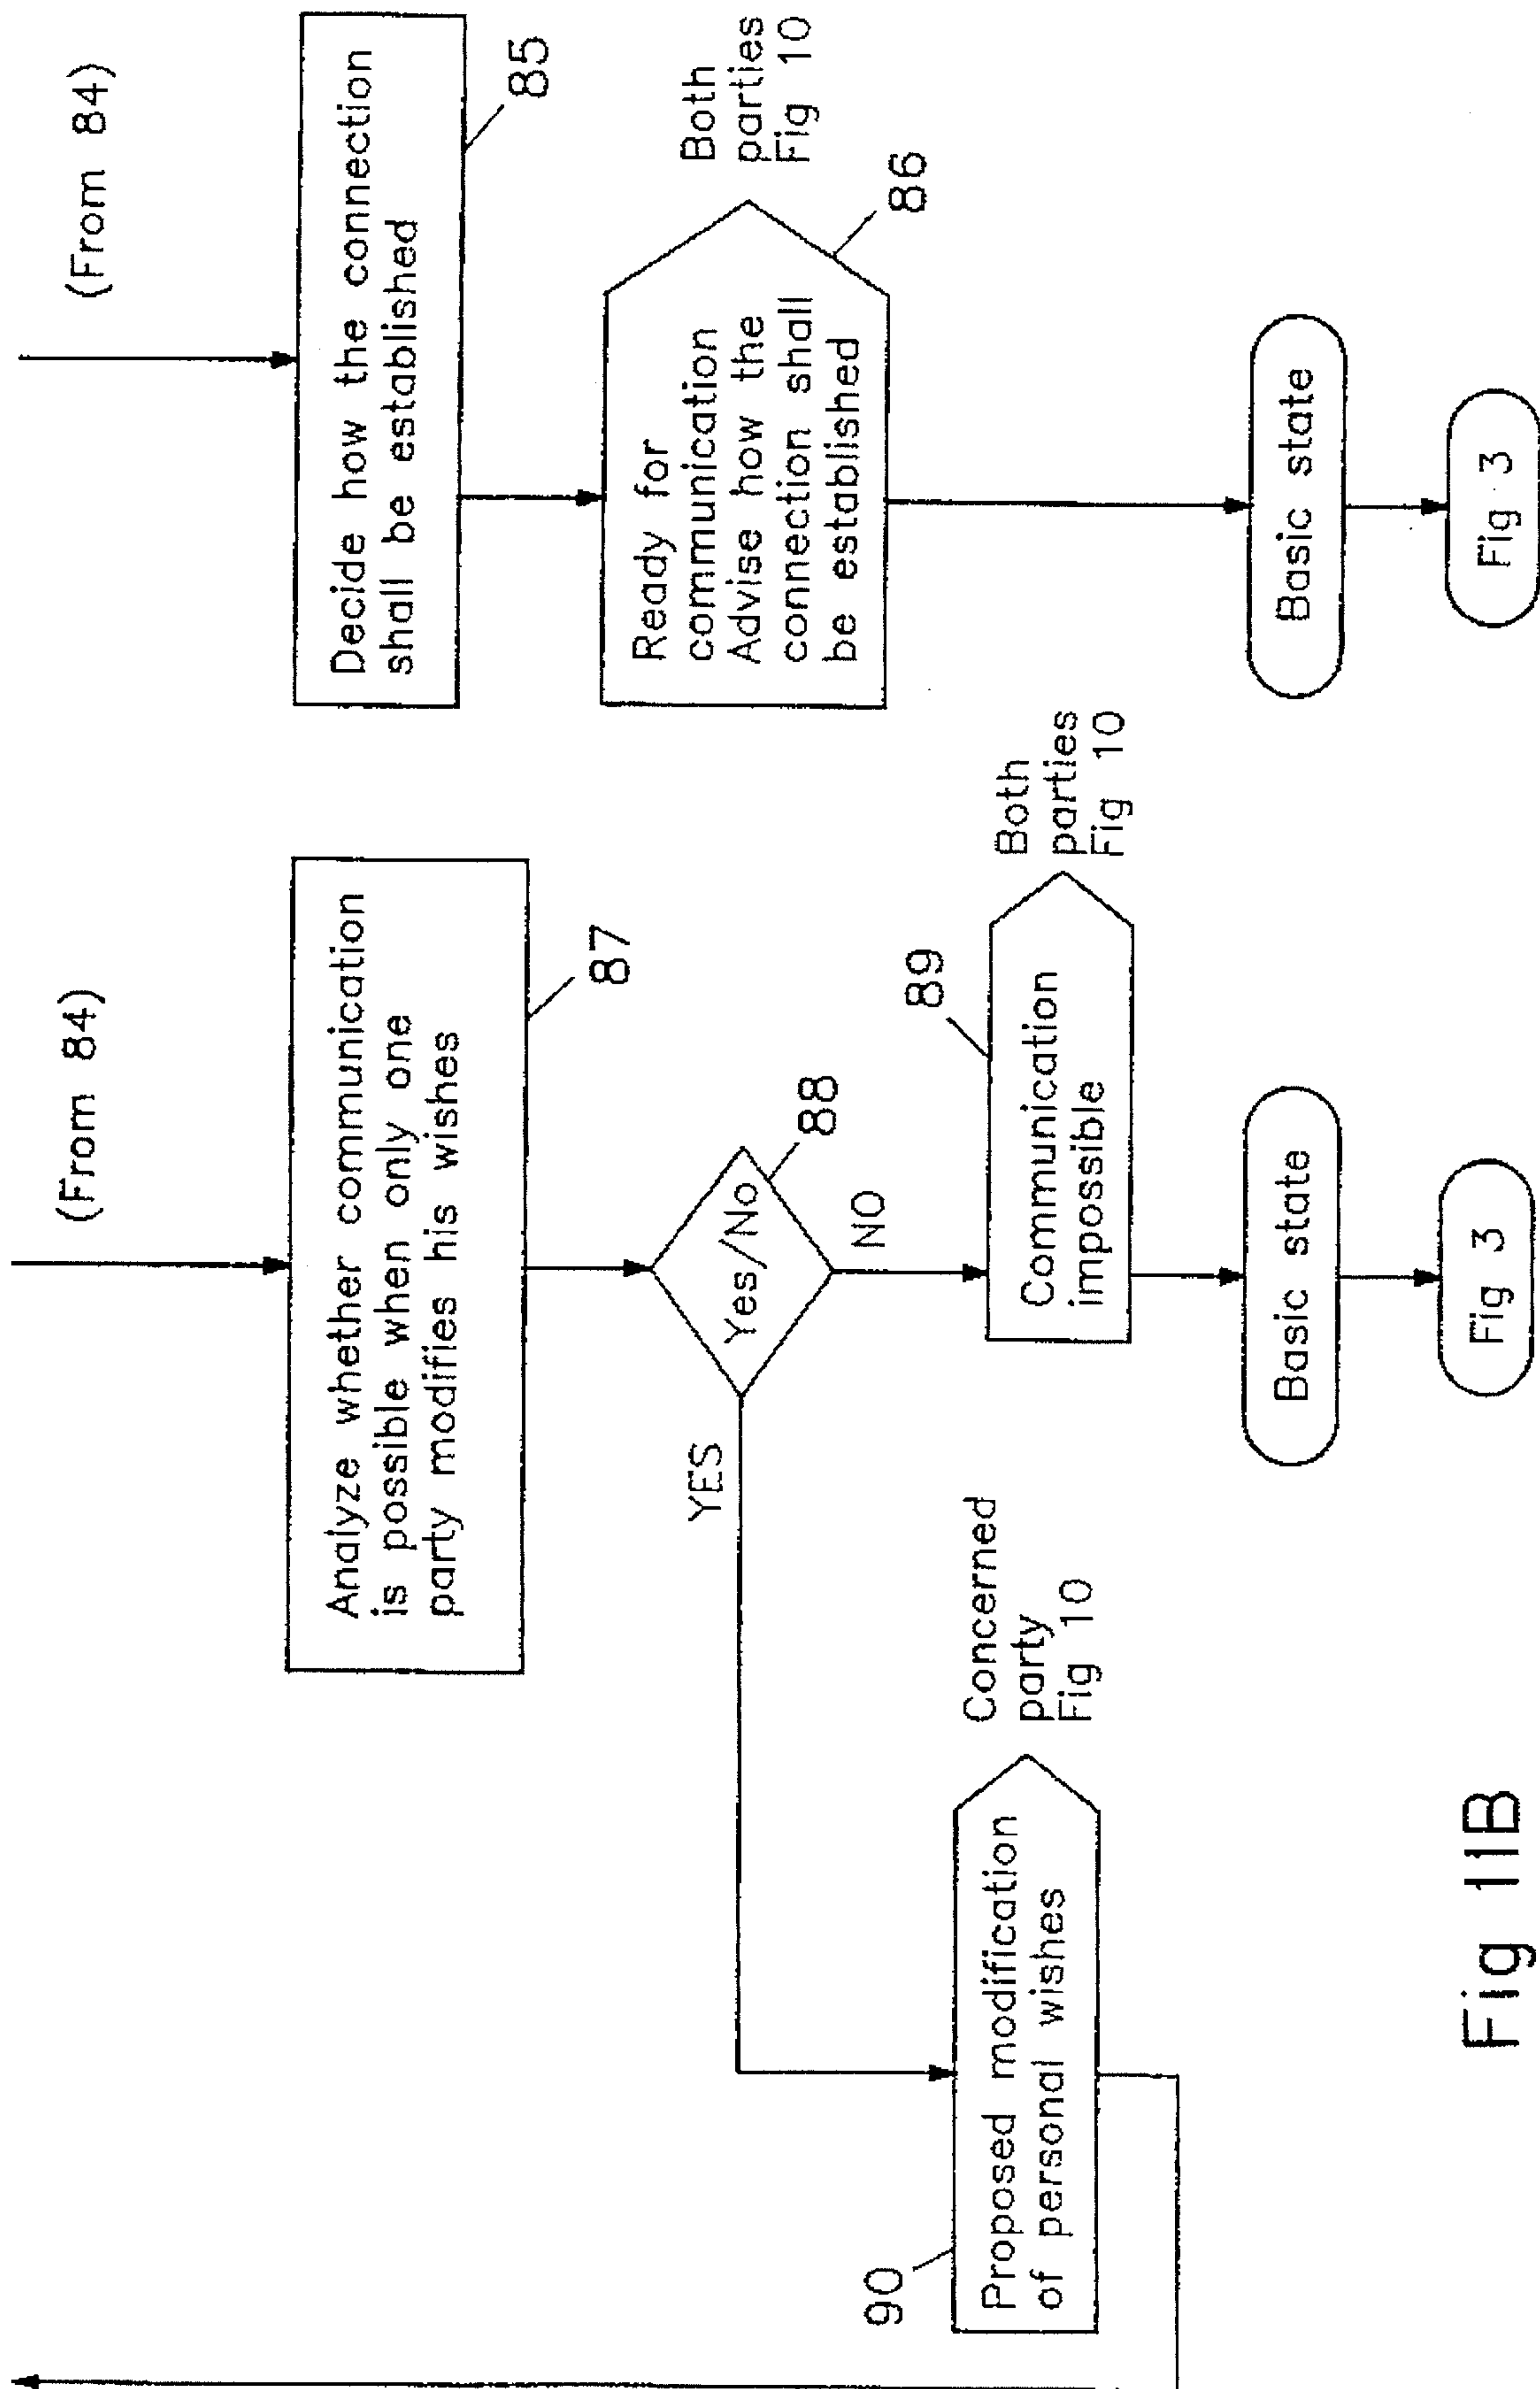 (From 84)
Analyze whether communication
is possible when only one
party modifies his wishes
87
Yes/No
88
YES
NO
90
Proposed modification
of personal wishes
Concerned
party
Fig 10
89
Communication
impossible
Both
parties
Fig 10
Basic state
Fig 3
(From 84)
Decide how the connection
shall be established
85
Ready for
communication
Advise how the
connection shall
be established
86
Both
parties
Fig 10
Basic state
Fig 3
Fig 11B